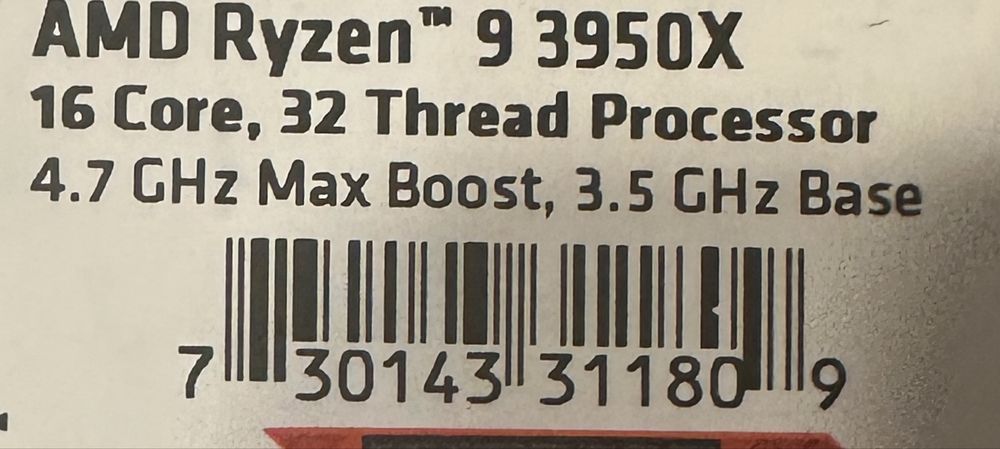 AMD Ryzen™ 9 3950X
16 Core, 32 Thread Processor
4.7 GHz Max Boost, 3.5 GHz Base
7 30143 31180 9